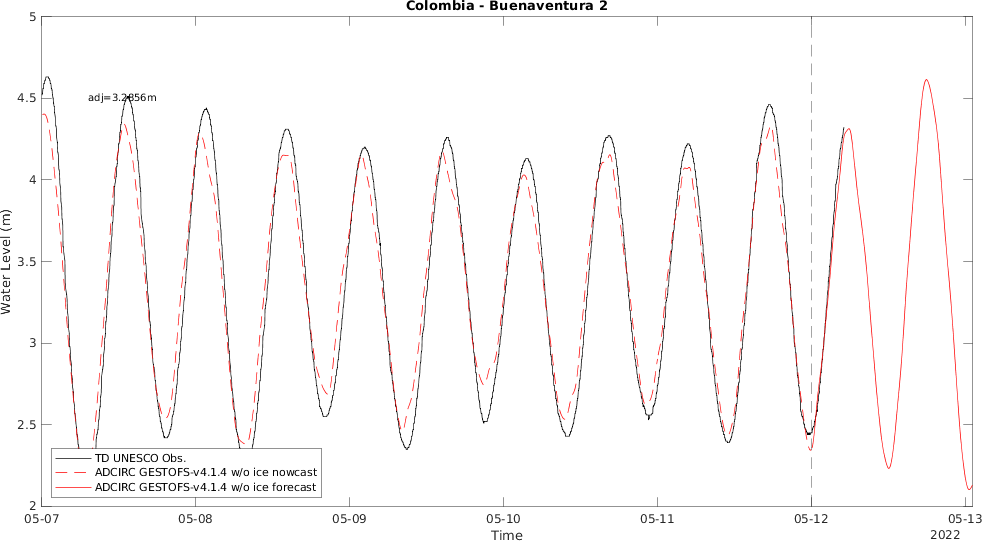 Colombia - Buenaventura 2
5
4.5
4
3.5
3
2.5
2
Water Level (m)
adj=3.2856m
TD UNESCO Obs.
ADCIRC GESTOFS-v4.1.4 w/o ice nowcast
ADCIRC GESTOFS-v4.1.4 w/o ice forecast
05-07 05-08 05-09 05-10 05-11 05-12 05-13
Time
2022